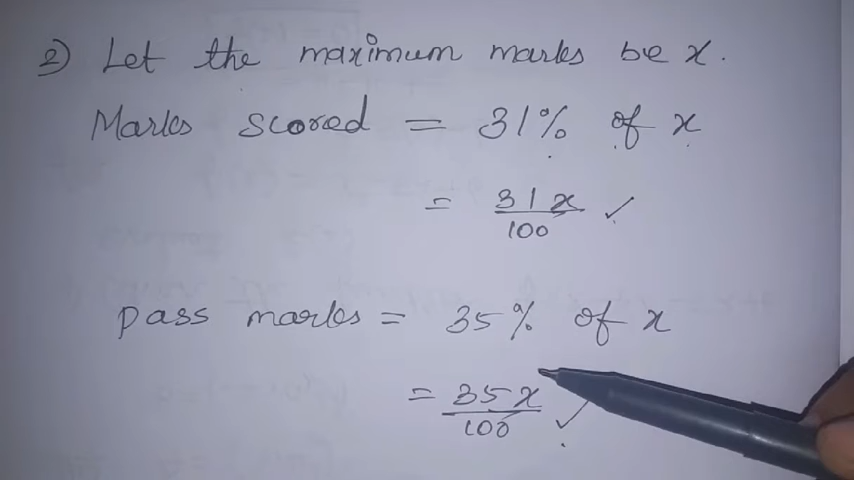 2) Let the maximum marks be x.
Marks scored = 31% of x
= 31x/100 ✓
pass marks = 35% of x
= 35x/100 ✓